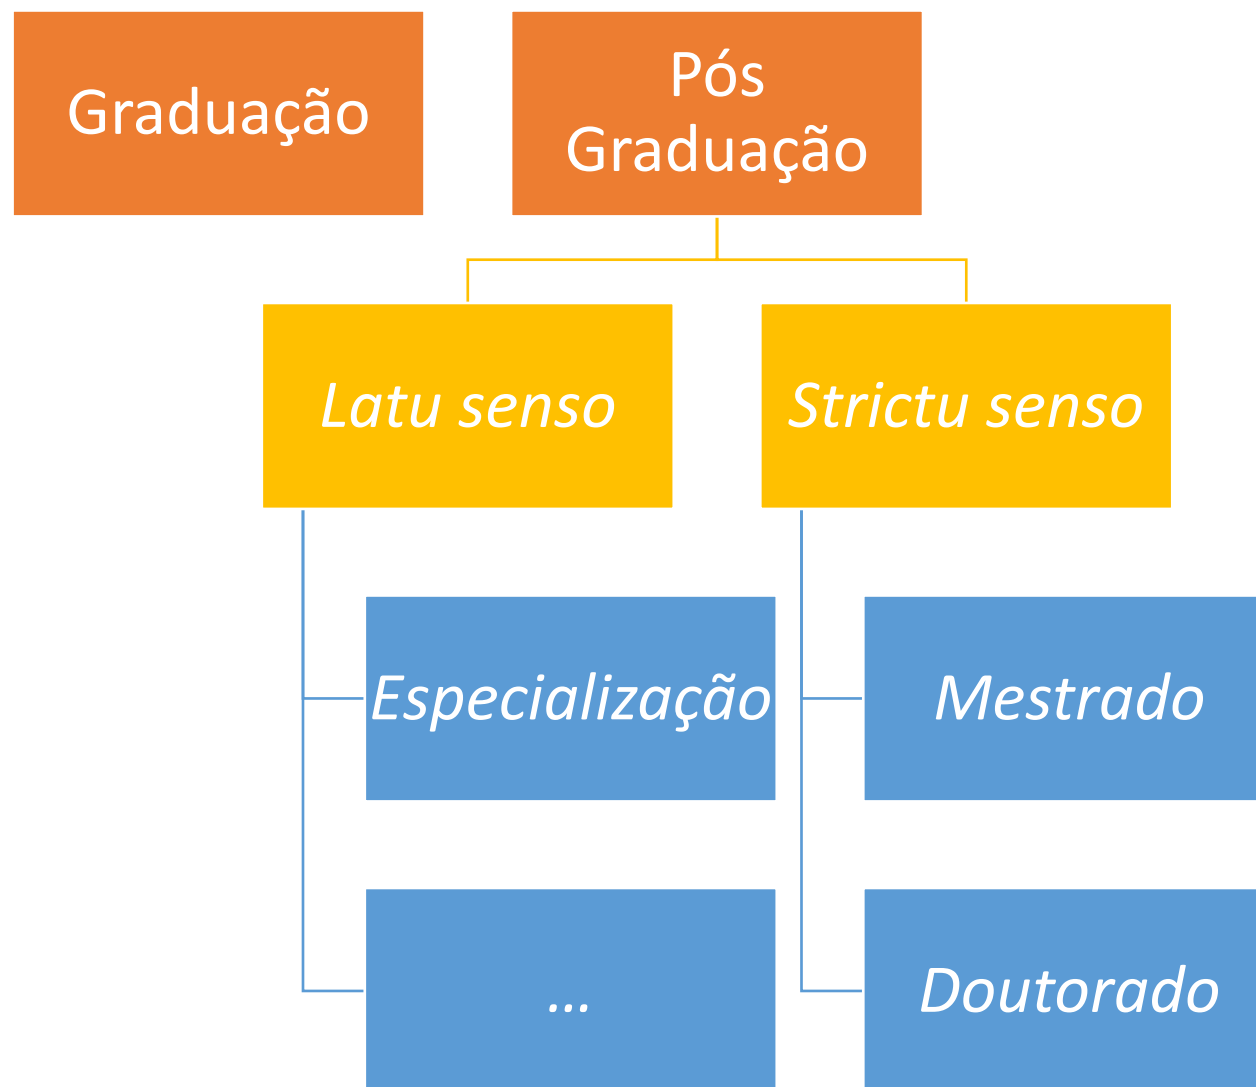 Graduação
Pós
Graduação
Latu senso
Strictu senso
Especialização
Mestrado
...
Doutorado